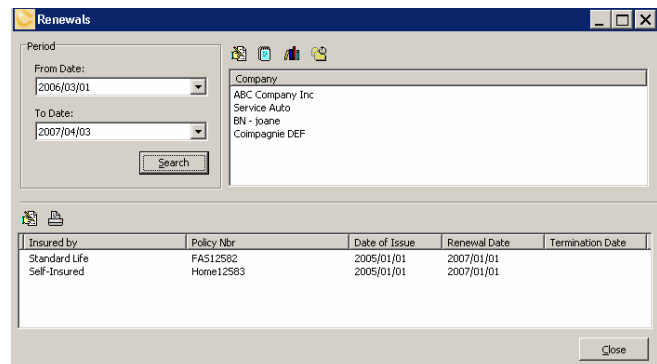 Renewals
Period
From Date:
2006/03/01
To Date:
2007/04/03
Search
Company
ABC Company Inc
Service Auto
BN - joane
Coimpagnie DEF
Insured by Policy Nbr Date of Issue Renewal Date Termination Date
Standard Life FAS12582 2005/01/01 2007/01/01
Self-Insured Home12583 2005/01/01 2007/01/01
Close